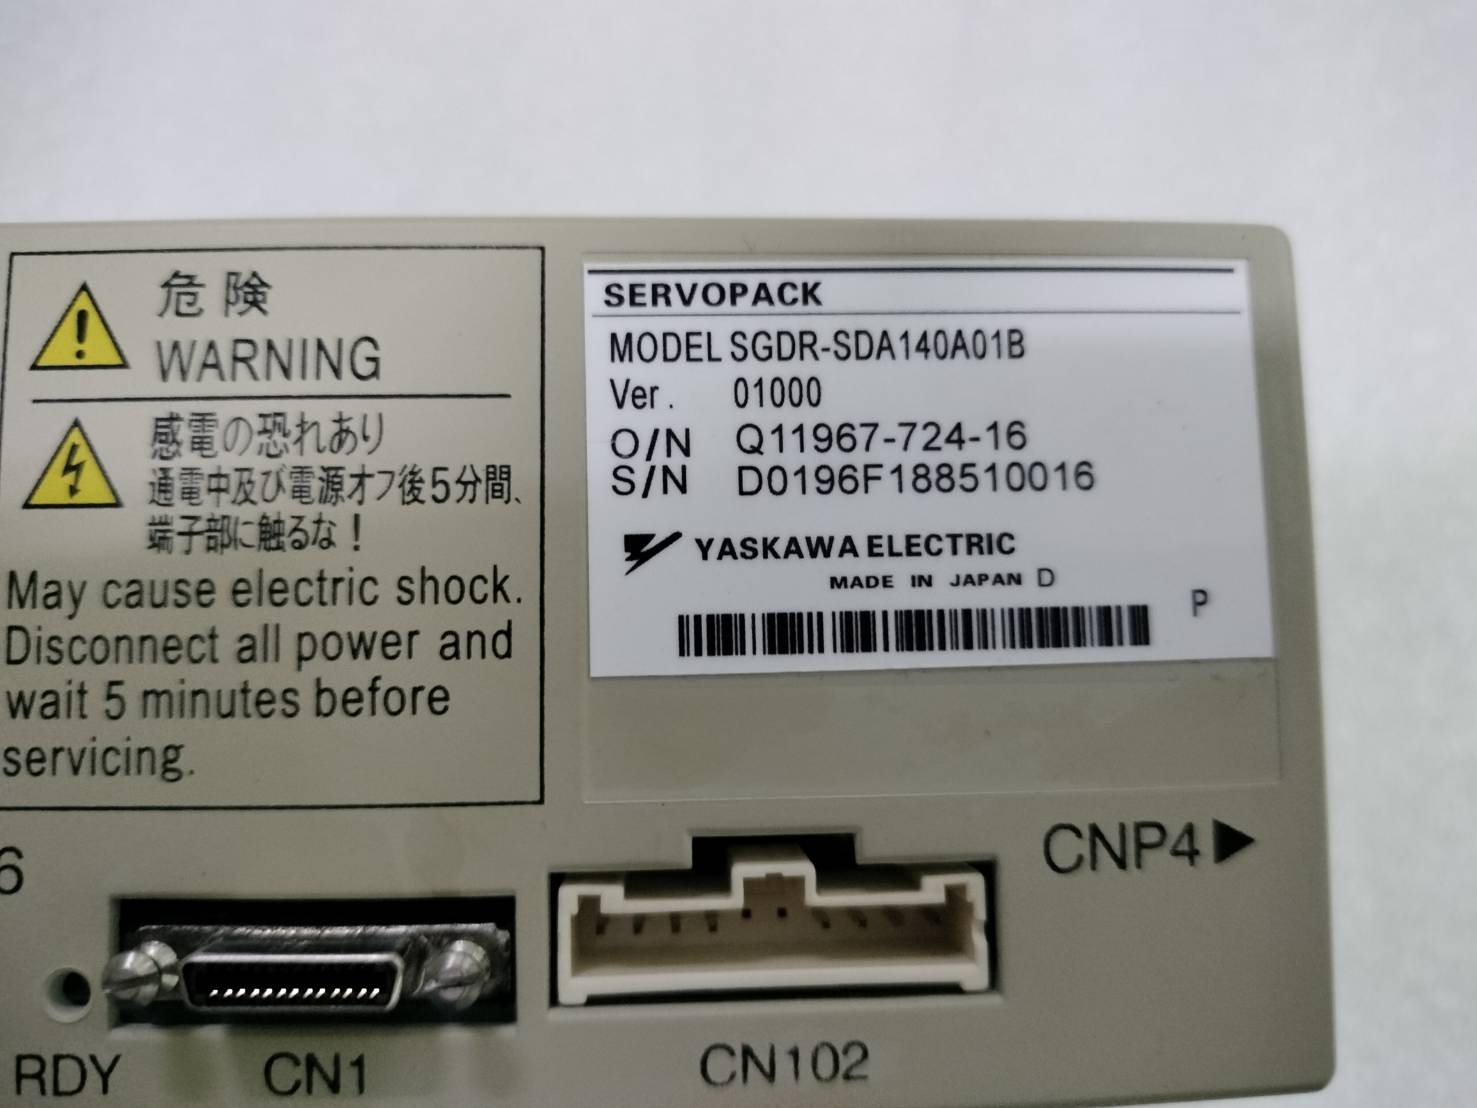 危険
WARNING
感電の恐れあり
通電中及び電源オフ後5分間、
端子部に触るな！
May cause electric shock.
Disconnect all power and
wait 5 minutes before
servicing.
SERVOPACK
MODEL SGDR-SDA140A01B
Ver. 01000
O/N Q11967-724-16
S/N D0196F188510016
YASKAWA ELECTRIC
MADE IN JAPAN D
P
CNP4
6
RDY
CN1
CN102